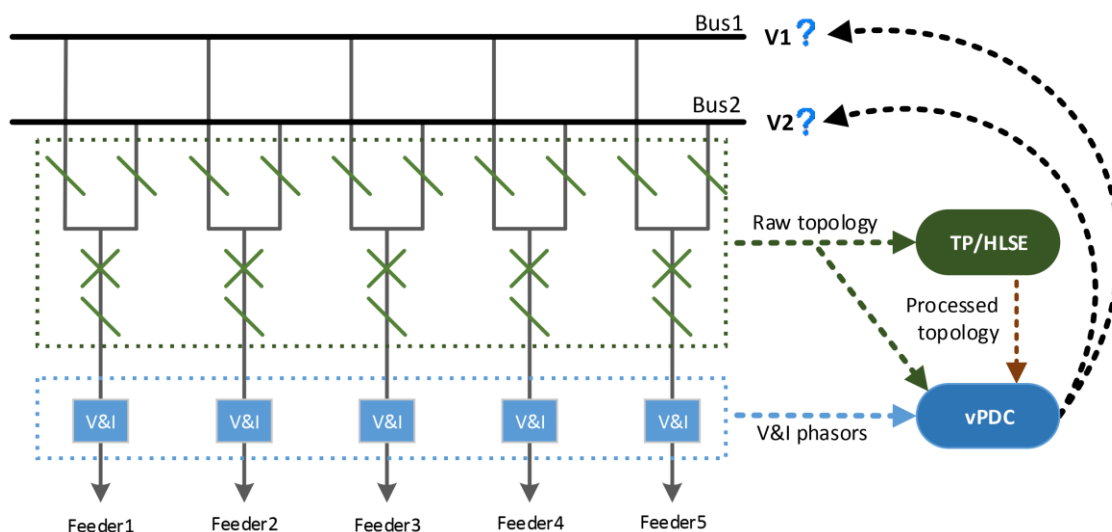 Bus1
V1 ?
Bus2
V2 ?
Raw topology
TP/HLSE
Processed
topology
V&I
V&I
V&I
V&I
V&I
V&I phasors
vPDC
Feeder1
Feeder2
Feeder3
Feeder4
Feeder5